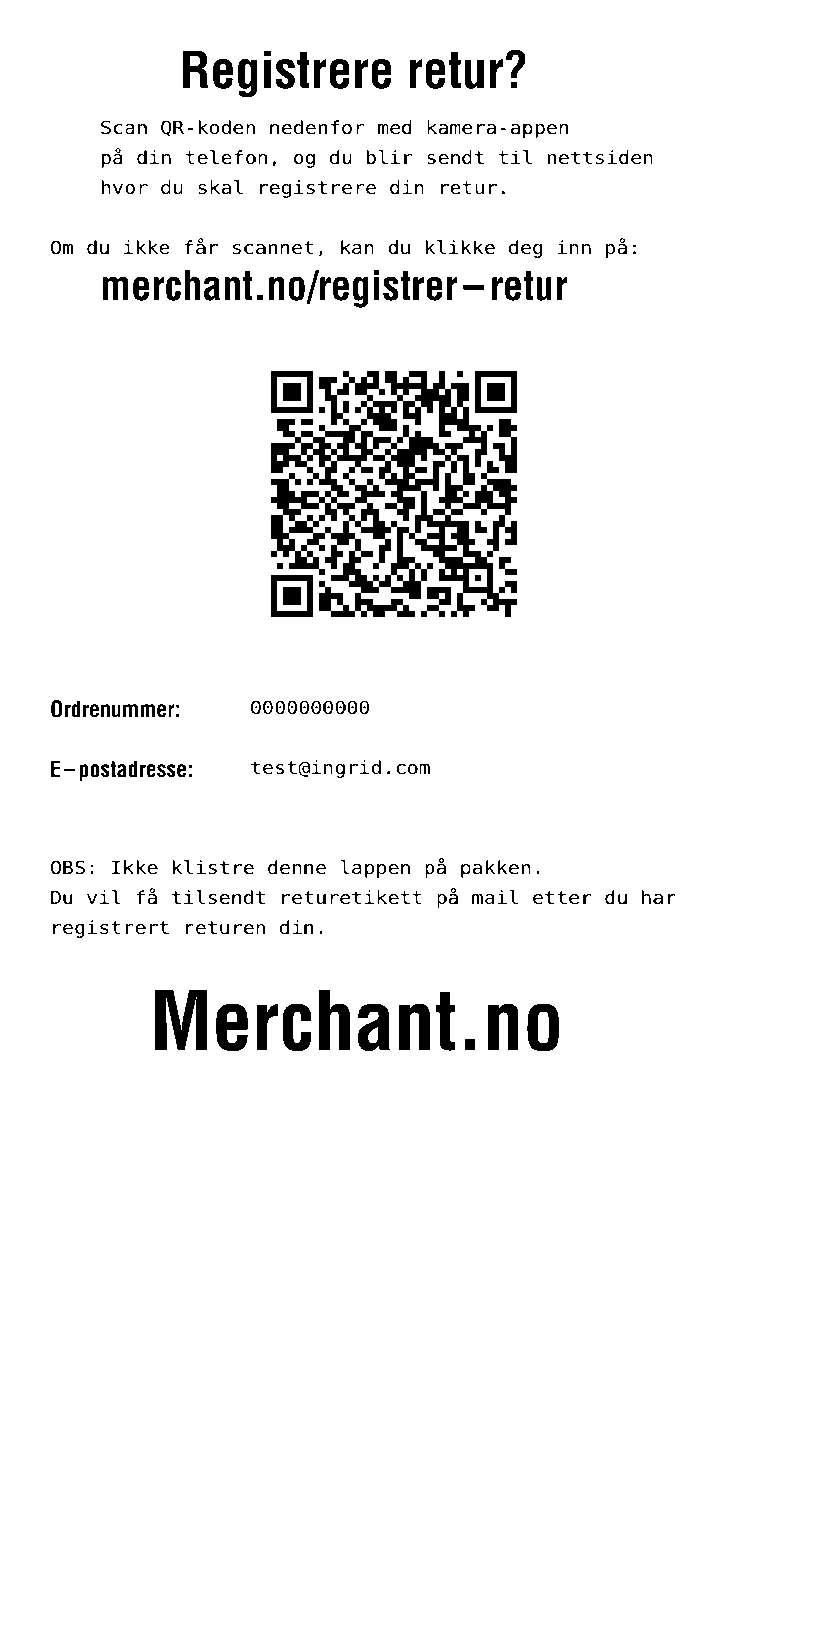 Registrere retur?
Scan QR-koden nedenfor med kamera-appen
på din telefon, og du blir sendt til nettsiden
hvor du skal registrere din retur.
Om du ikke får scannet, kan du klikke deg inn på:
merchant.no/registrer-retur
Ordrenummer: 0000000000
E-postadresse: test@ingrid.com
OBS: Ikke klistre denne lappen på pakken.
Du vil få tilsendt returetikett på mail etter du har
registrert returen din.
Merchant.no